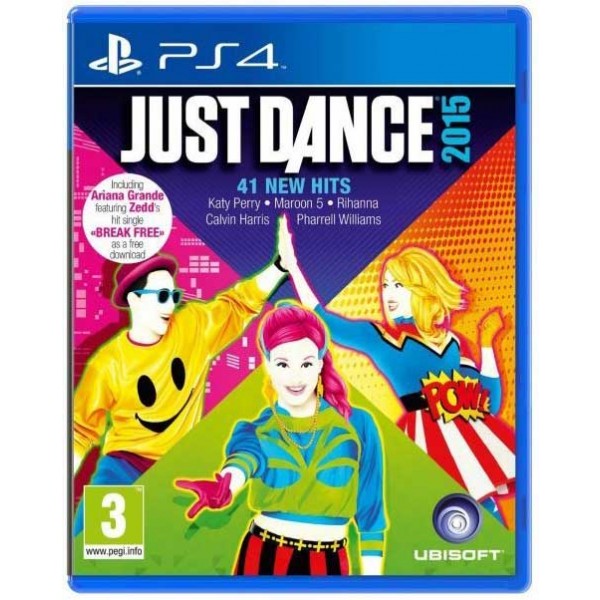 PS4
JUST DANCE 2015
41 NEW HITS
Katy Perry • Maroon 5 • Rihanna
Calvin Harris • Pharrell Williams
Including
Ariana Grande
featuring Zedd's
hit single
«BREAK FREE»
as a free
download
POW!
3
www.pegi.info
UBISOFT